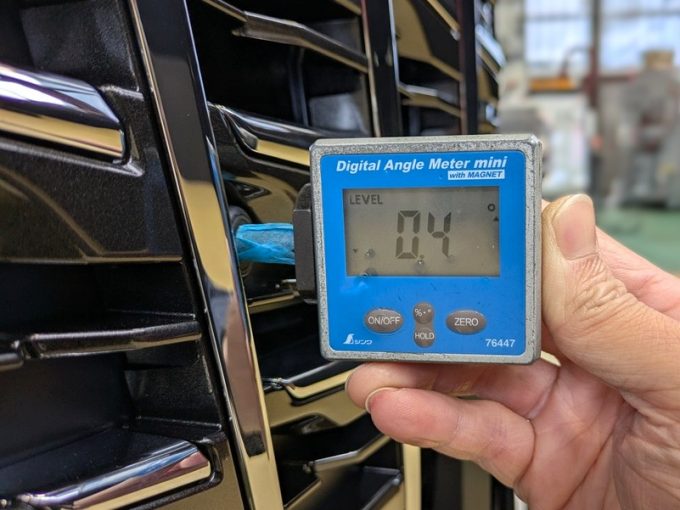 Digital Angle Meter mini
with MAGNET
LEVEL
0.4
°
ON/OFF
%··°
HOLD
ZERO
シンワ
76447